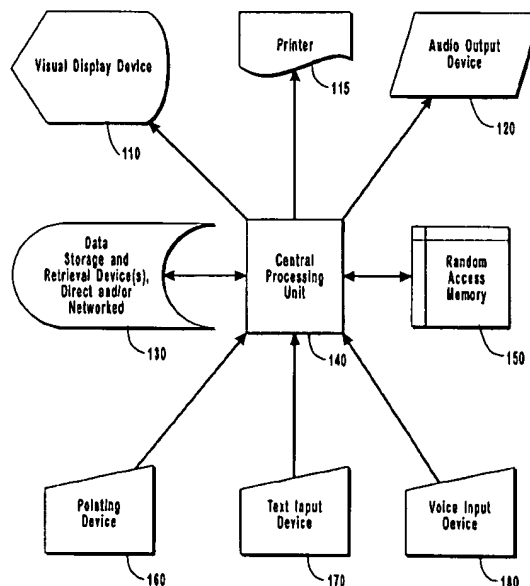 Visual Display Device
110
Printer
115
Audio Output
Device
120
Data
Storage and
Retrieval Device(s),
Direct and/or
Networked
130
Central
Processing
Unit
140
Random
Access
Memory
150
Pointing
Device
160
Text Input
Device
170
Voice Input
Device
180